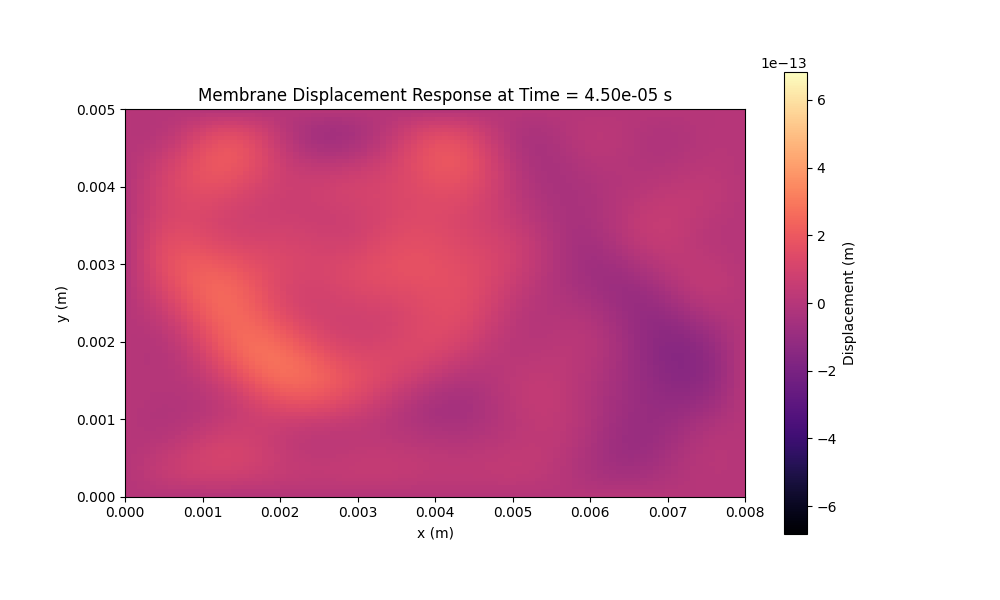 1e−13
Membrane Displacement Response at Time = 4.50e-05 s
0.005
0.004
0.003
0.002
0.001
0.000
y (m)
0.000 0.001 0.002 0.003 0.004 0.005 0.006 0.007 0.008
x (m)
6
4
2
0
−2
−4
−6
Displacement (m)